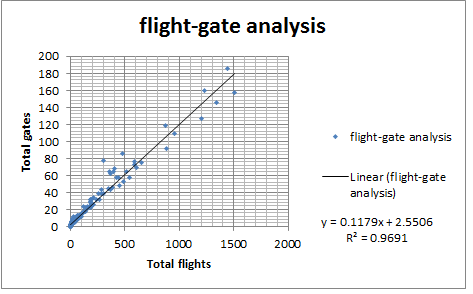 flight-gate analysis
200
180
160
140
120
100
80
60
40
20
0
Total gates
0 500 1000 1500 2000
Total flights
flight-gate analysis
Linear (flight-gate
analysis)
y = 0.1179x + 2.5506
R² = 0.9691